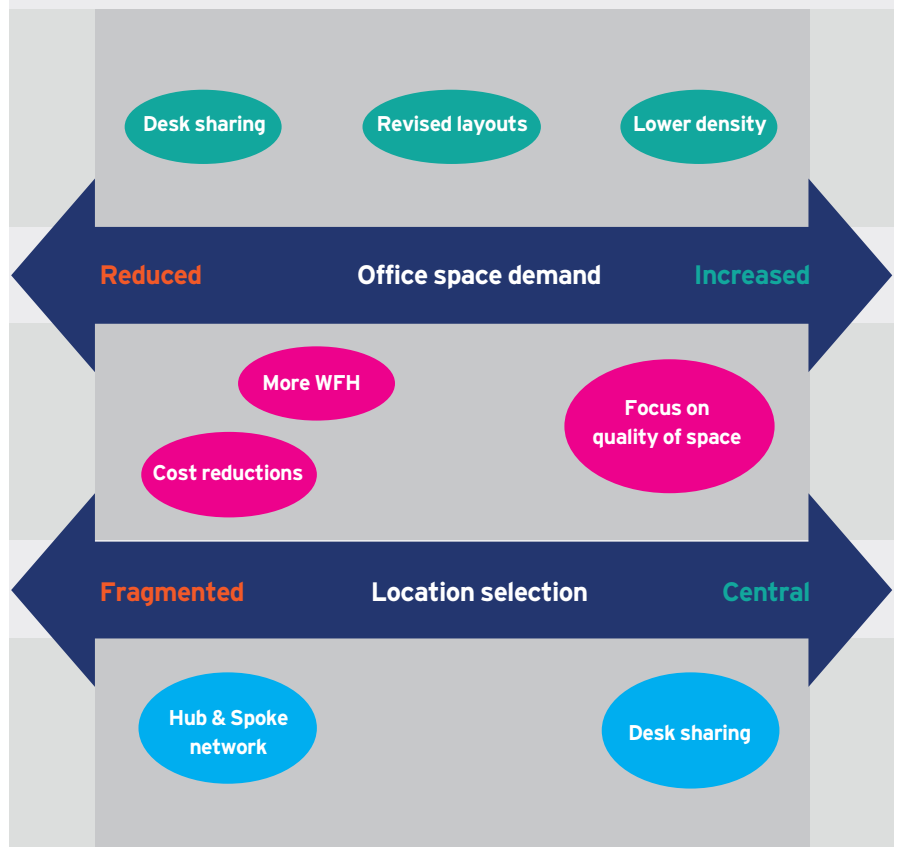 Desk sharing
Revised layouts
Lower density
Reduced
Office space demand
Increased
More WFH
Focus on
quality of space
Cost reductions
Fragmented
Location selection
Central
Hub & Spoke
network
Desk sharing